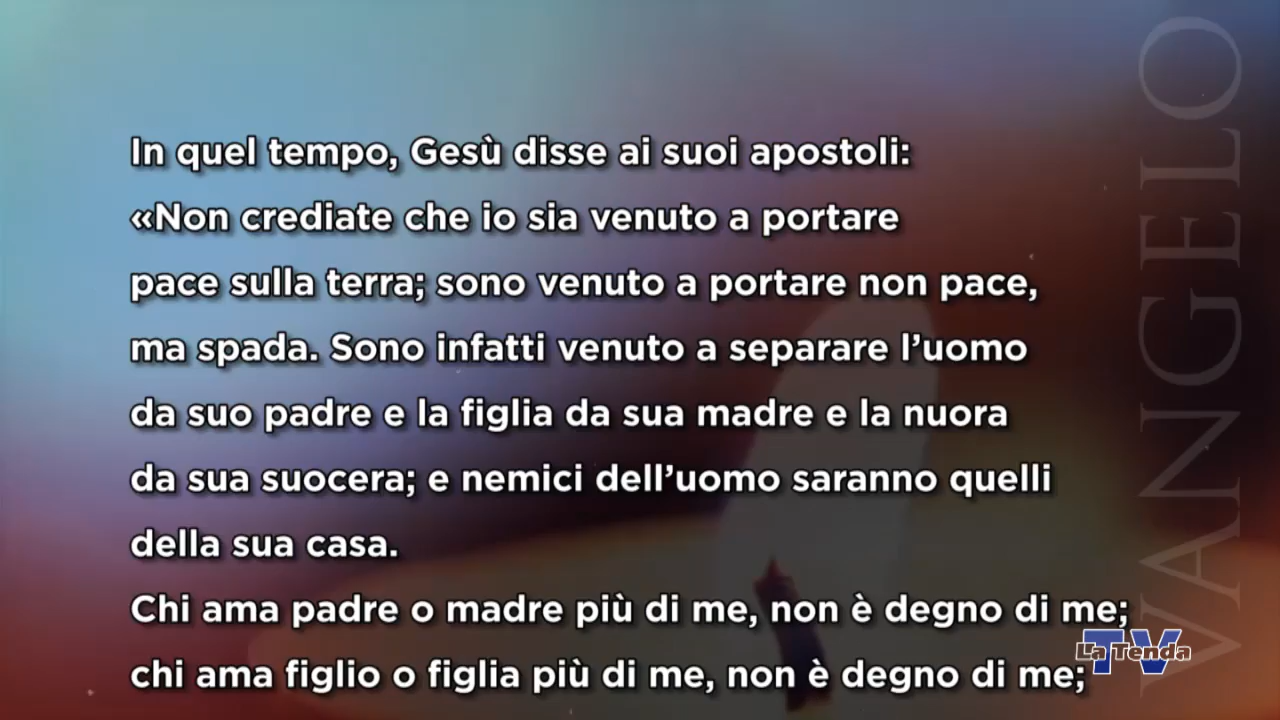 In quel tempo, Gesù disse ai suoi apostoli:
«Non crediate che io sia venuto a portare
pace sulla terra; sono venuto a portare non pace,
ma spada. Sono infatti venuto a separare l’uomo
da suo padre e la figlia da sua madre e la nuora
da sua suocera; e nemici dell’uomo saranno quelli
della sua casa.
Chi ama padre o madre più di me, non è degno di me;
chi ama figlio o figlia più di me, non è degno di me;
VANGELO
TV
La Tenda